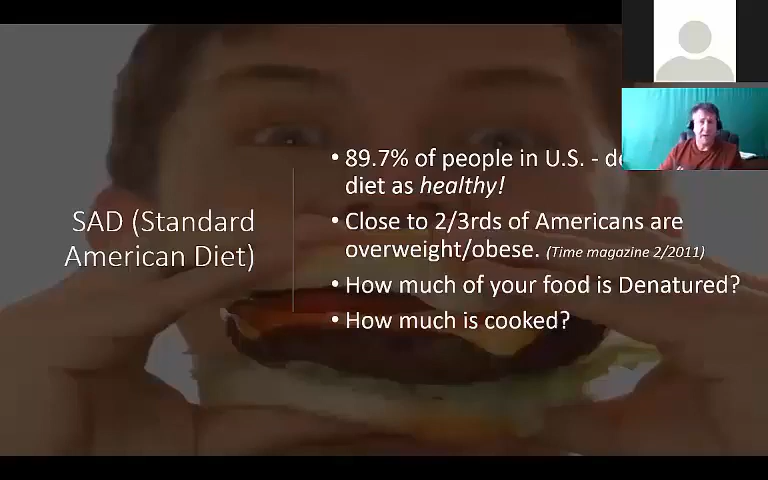 SAD (Standard
American Diet)
• 89.7% of people in U.S. -
diet as healthy!
• Close to 2/3rds of Americans are
overweight/obese. (Time magazine 2/2011)
• How much of your food is Denatured?
• How much is cooked?